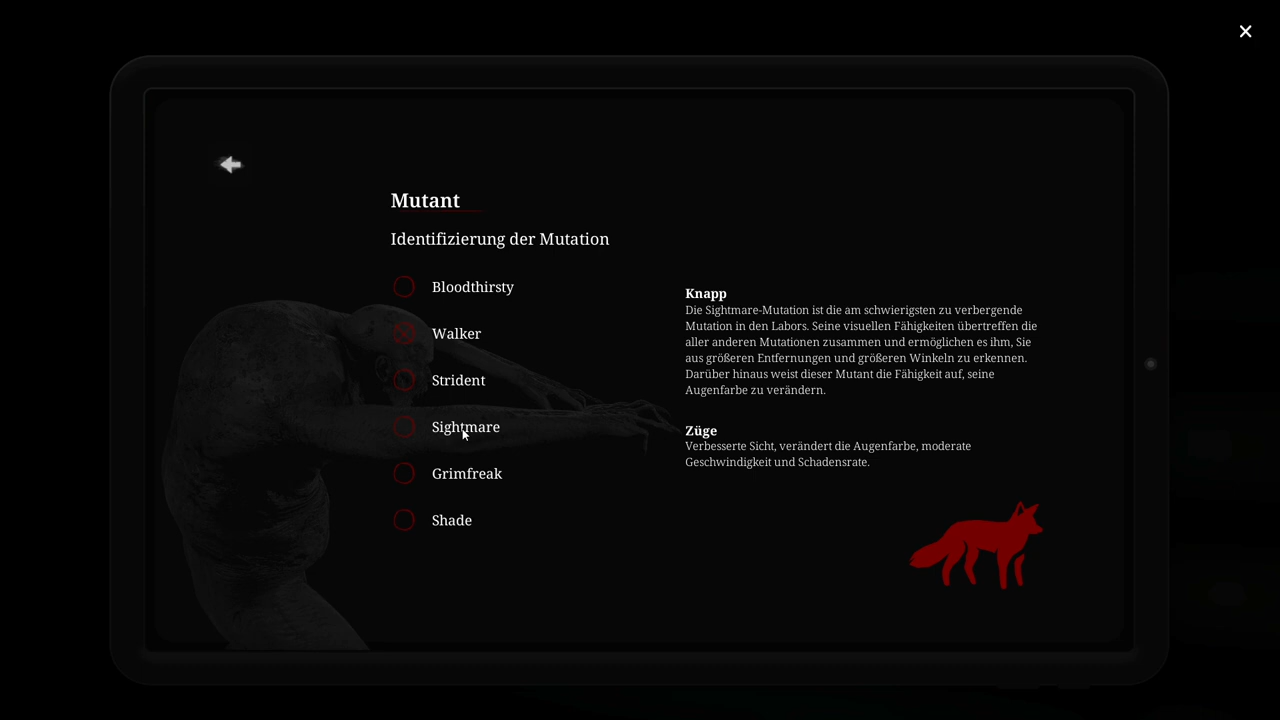 Mutant
Identifizierung der Mutation
Bloodthirsty
Walker
Strident
Sightmare
Grimfreak
Shade
Knapp
Die Sightmare-Mutation ist die am schwierigsten zu verbergende
Mutation in den Labors. Seine visuellen Fähigkeiten übertreffen die
aller anderen Mutationen zusammen und ermöglichen es ihm, Sie
aus größeren Entfernungen und größeren Winkeln zu erkennen.
Darüber hinaus weist dieser Mutant die Fähigkeit auf, seine
Augenfarbe zu verändern.
Züge
Verbesserte Sicht, verändert die Augenfarbe, moderate
Geschwindigkeit und Schadensrate.